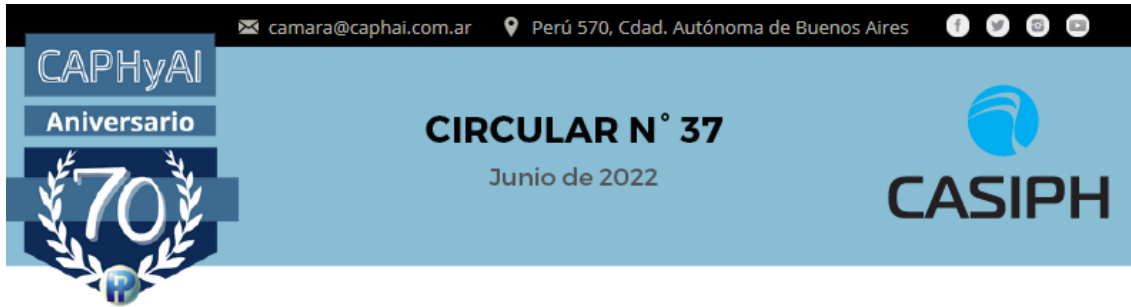 camara@caphai.com.ar Perú 570, Cdad. Autónoma de Buenos Aires
CAPHyAI
Aniversario
70
CIRCULAR N° 37
Junio de 2022
CASIPH